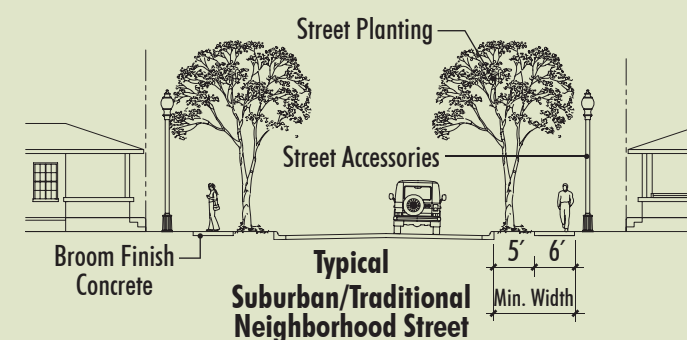 Street Planting
Street Accessories
Broom Finish
Concrete
Typical
Suburban/Traditional
Neighborhood Street
5′ 6′
Min. Width